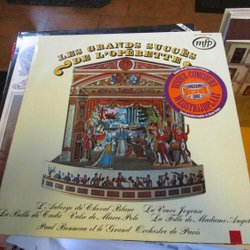 LES GRANDS SUCCÈS
DE L'OPÉRETTE
mfp
L'Auberge du Cheval Blanc La Veuve Joyeuse
La Belle de Cadix Valse de Marco Polo La Fille de Madame Angot
Paul Bonneau et le Grand Orchestre de Paris